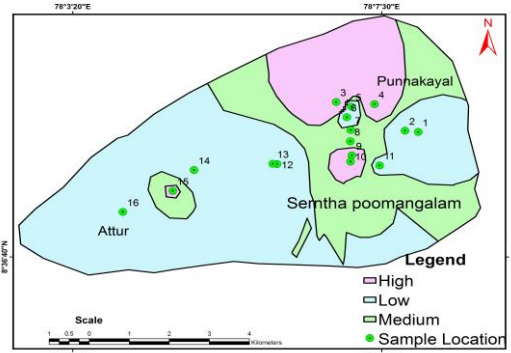 78°3'20"E
78°7'30"E
N
Punnakayal
3
5
4
6
7
2
1
8
9
10
11
13
12
14
15
16
Serntha poomangalam
Attur
8°36'40"N
Legend
High
Low
Medium
Sample Location
Scale
1 0.5 0 1 2 3 4
Kilometers